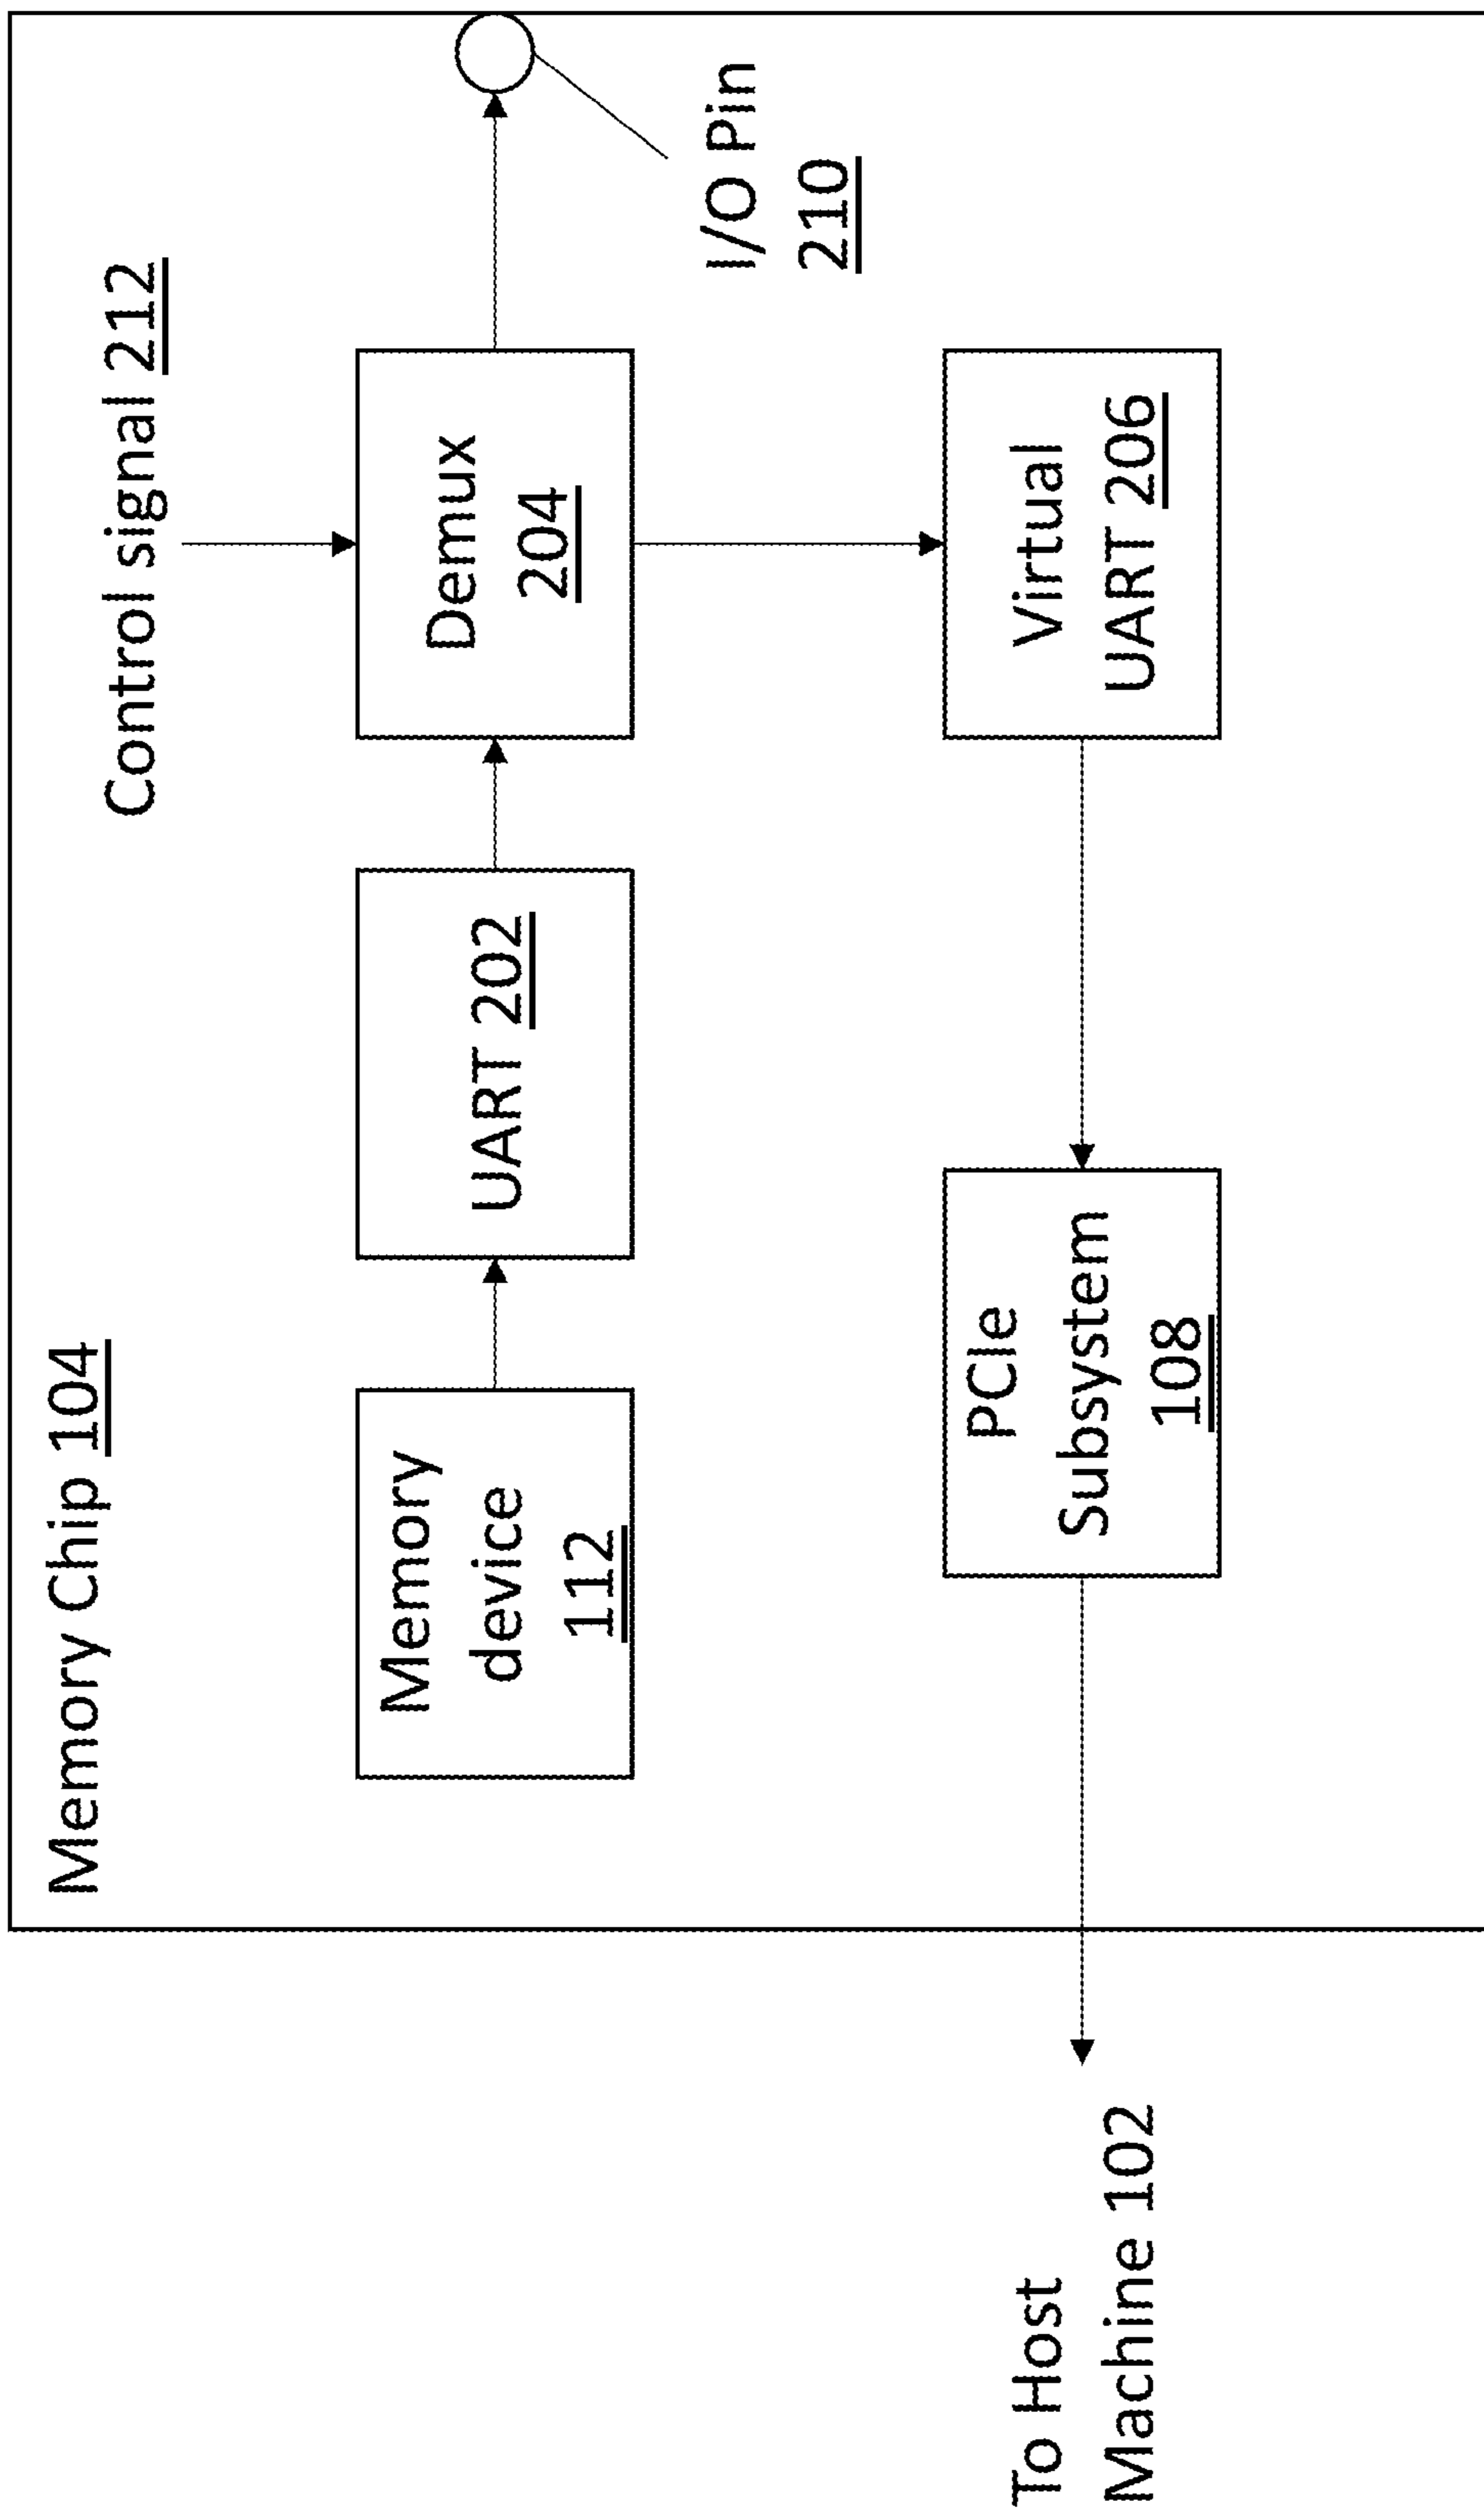 Memory Chip 104
Control signal 212
Memory
device
112
UART 202
Demux
204
I/O Pin
210
To Host
Machine 102
PCIe
Subsystem
108
Virtual
UART 206